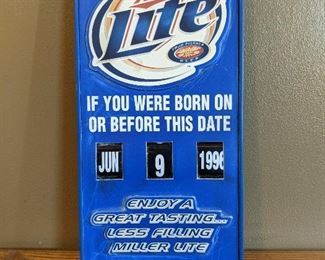 Lite
IF YOU WERE BORN ON
OR BEFORE THIS DATE
JUN 9 1996
ENJOY A
GREAT TASTING...
LESS FILLING
MILLER LITE